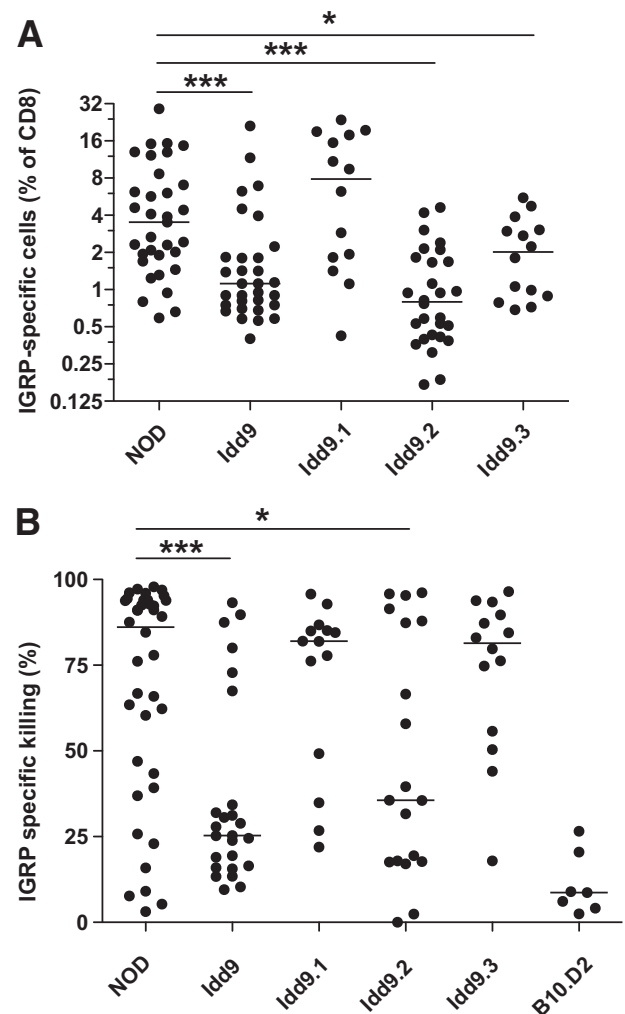 A
*
***
***
IGRP-specific cells (% of CD8)
32
16
8
4
2
1
0.5
0.25
0.125
NOD
Idd9
Idd9.1
Idd9.2
Idd9.3
B
*
***
IGRP specific killing (%)
100
75
50
25
0
NOD
Idd9
Idd9.1
Idd9.2
Idd9.3
B10.D2